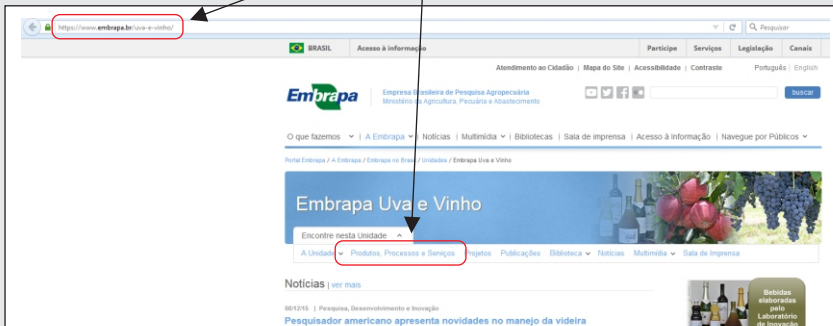 https://www.embrapa.br/uva-e-vinho/
Pesquisar
BRASIL Acesso à informação Participe Serviços Legislação Canais
Atendimento ao Cidadão | Mapa do Site | Acessibilidade | Contraste Português | English
Embrapa
Empresa Brasileira de Pesquisa Agropecuária
Ministério da Agricultura, Pecuária e Abastecimento
buscar
O que fazemos | A Embrapa | Notícias | Multimídia | Bibliotecas | Sala de imprensa | Acesso à informação | Navegue por Públicos
Portal Embrapa / A Embrapa / Embrapa no Brasil / Unidades / Embrapa Uva e Vinho
Embrapa Uva e Vinho
Encontre nesta Unidade
A Unidade Produtos, Processos e Serviços Projetos Publicações Biblioteca Notícias Multimídia Sala de Imprensa
Notícias | ver mais
| Pesquisa, Desenvolvimento e Inovação
Pesquisador americano apresenta novidades no manejo da videira
Bebidas
elaboradas
pelo
Laboratório
de Inovação